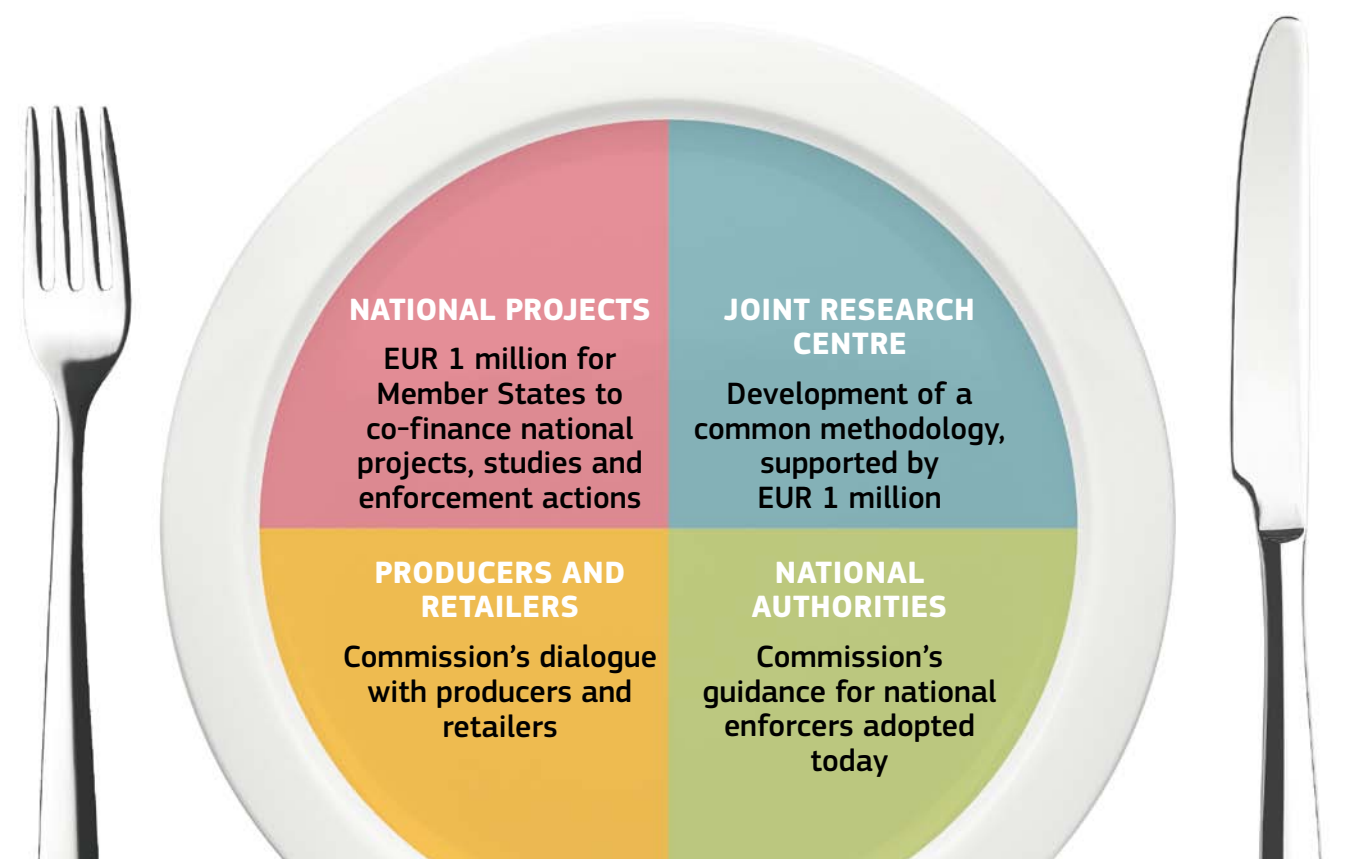 NATIONAL PROJECTS
EUR 1 million for
Member States to
co-finance national
projects, studies and
enforcement actions
JOINT RESEARCH
CENTRE
Development of a
common methodology,
supported by
EUR 1 million
PRODUCERS AND
RETAILERS
Commission's dialogue
with producers and
retailers
NATIONAL
AUTHORITIES
Commission's
guidance for national
enforcers adopted
today